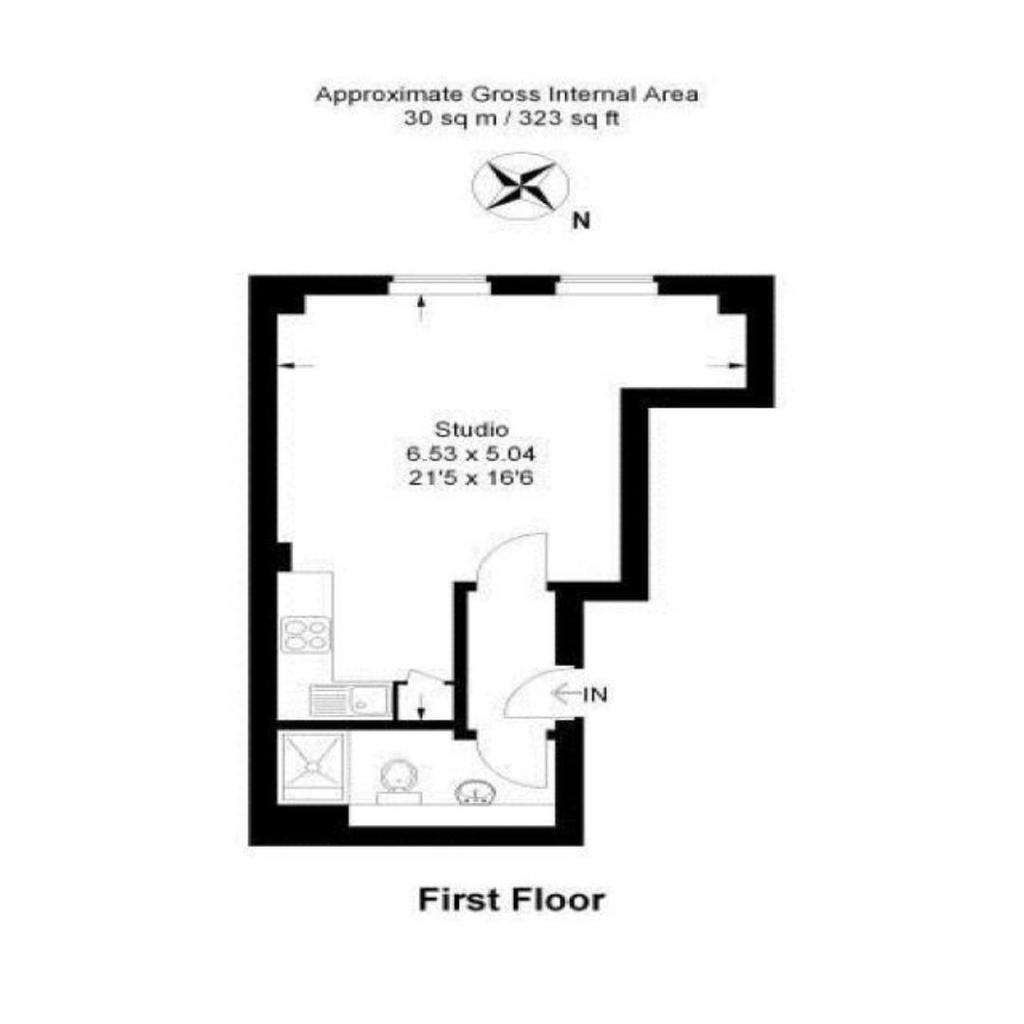 Approximate Gross Internal Area
30 sq m / 323 sq ft
N
Studio
6.53 x 5.04
21'5 x 16'6
IN
First Floor